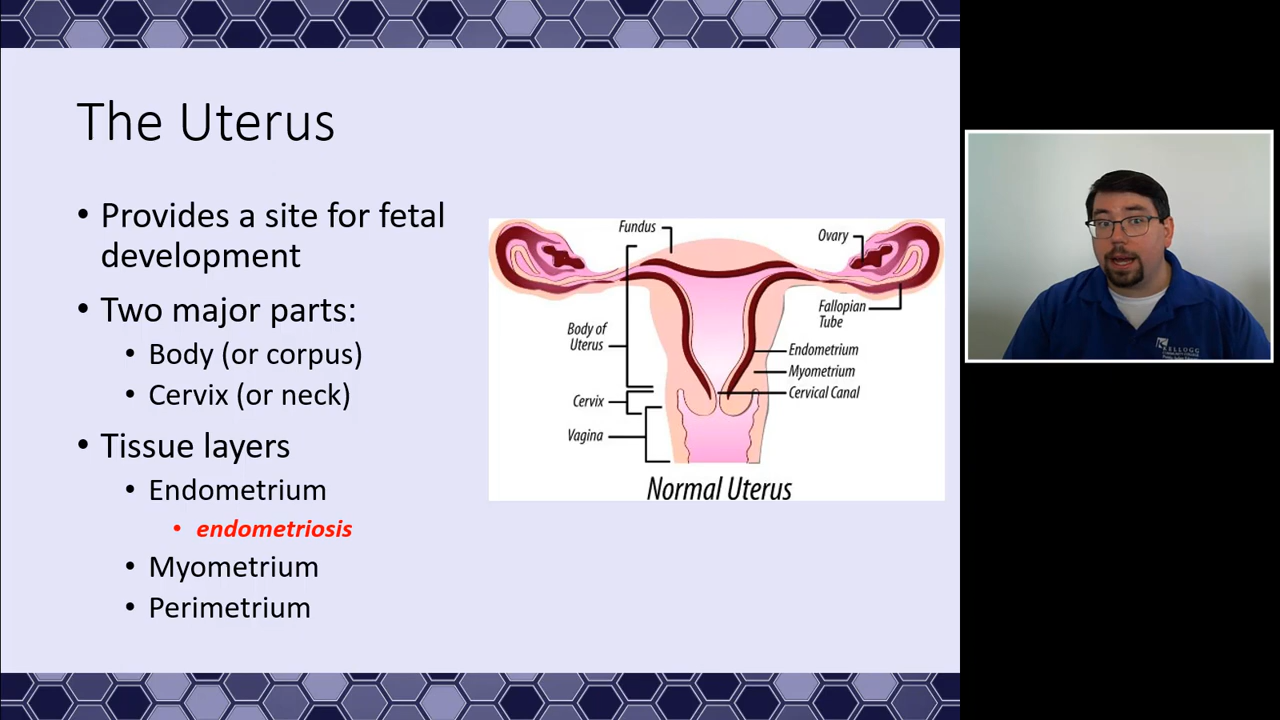 The Uterus
• Provides a site for fetal
development
• Two major parts:
• Body (or corpus)
• Cervix (or neck)
• Tissue layers
• Endometrium
• endometriosis
• Myometrium
• Perimetrium
Fundus
Ovary
Fallopian
Tube
Body of
Uterus
Endometrium
Myometrium
Cervical Canal
Cervix
Vagina
Normal Uterus
KELLOGG